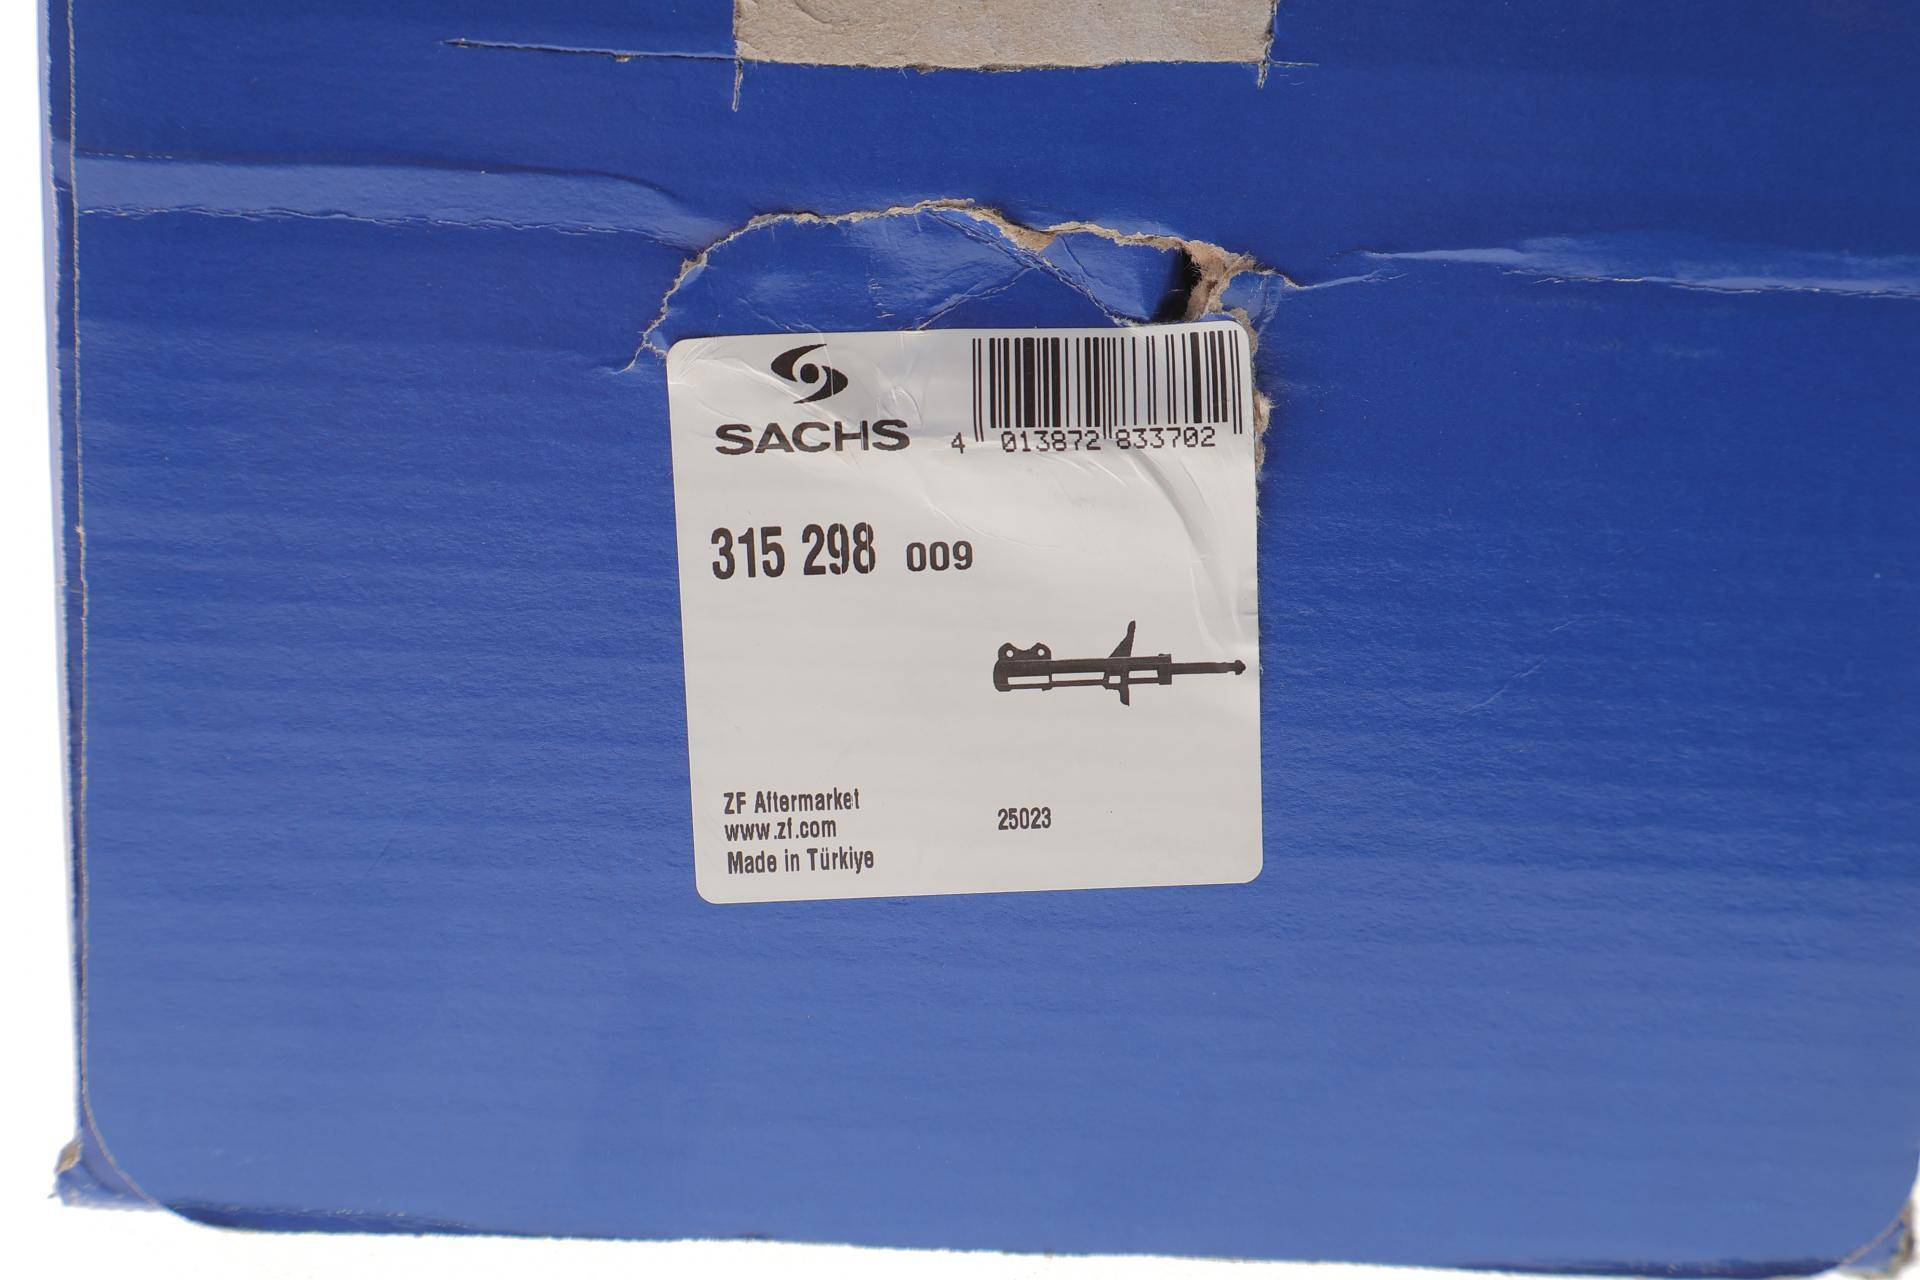 SACHS
4 013872 833702
315 298 009
ZF Aftermarket
www.zf.com
25023
Made in Türkiye